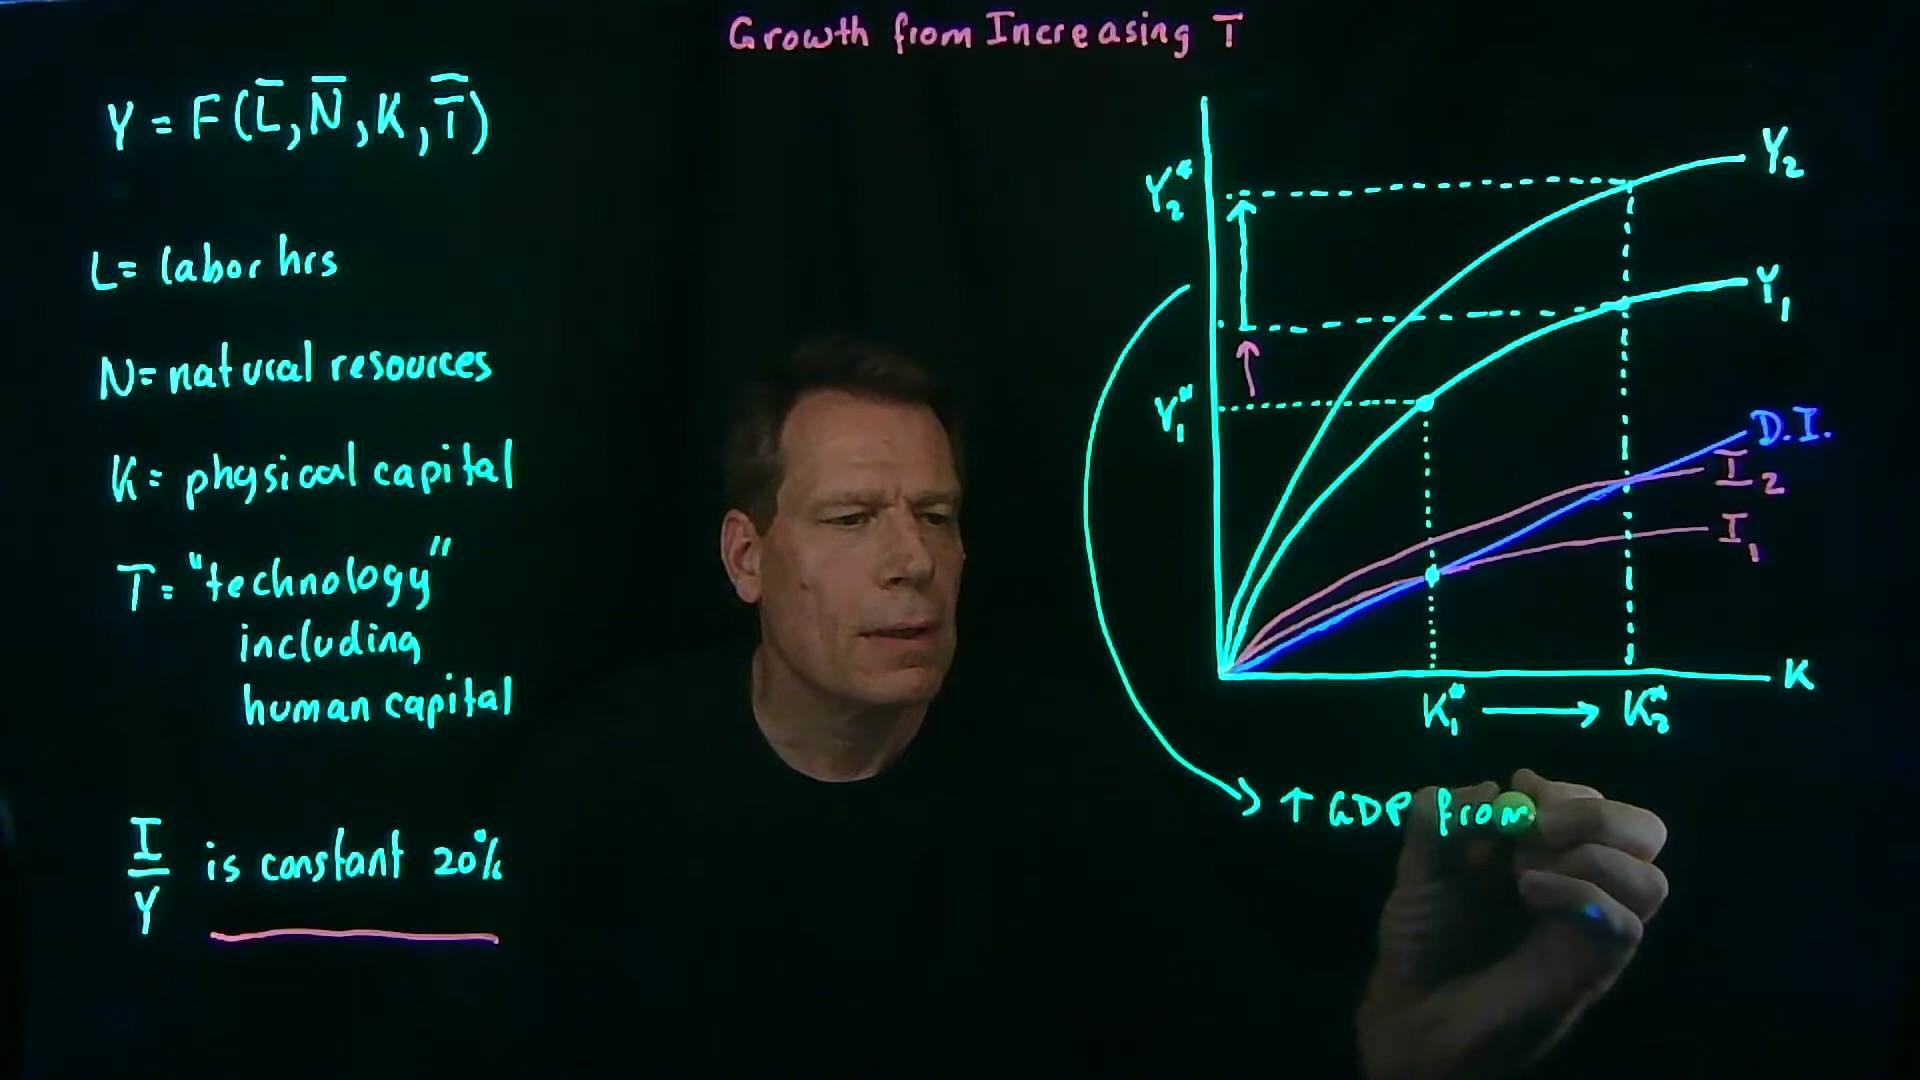 Growth from Increasing T̅
Y = F(L̅, N̅, K, T̅)
L = labor hrs
N = natural resources
K = physical capital
T = "technology"
including
human capital
I/Y is constant 20%
Y₂*
Y₁*
Y₂
Y₁
D.I.
I₂
I₁
K
K₁* → K₂*
↑ GDP from